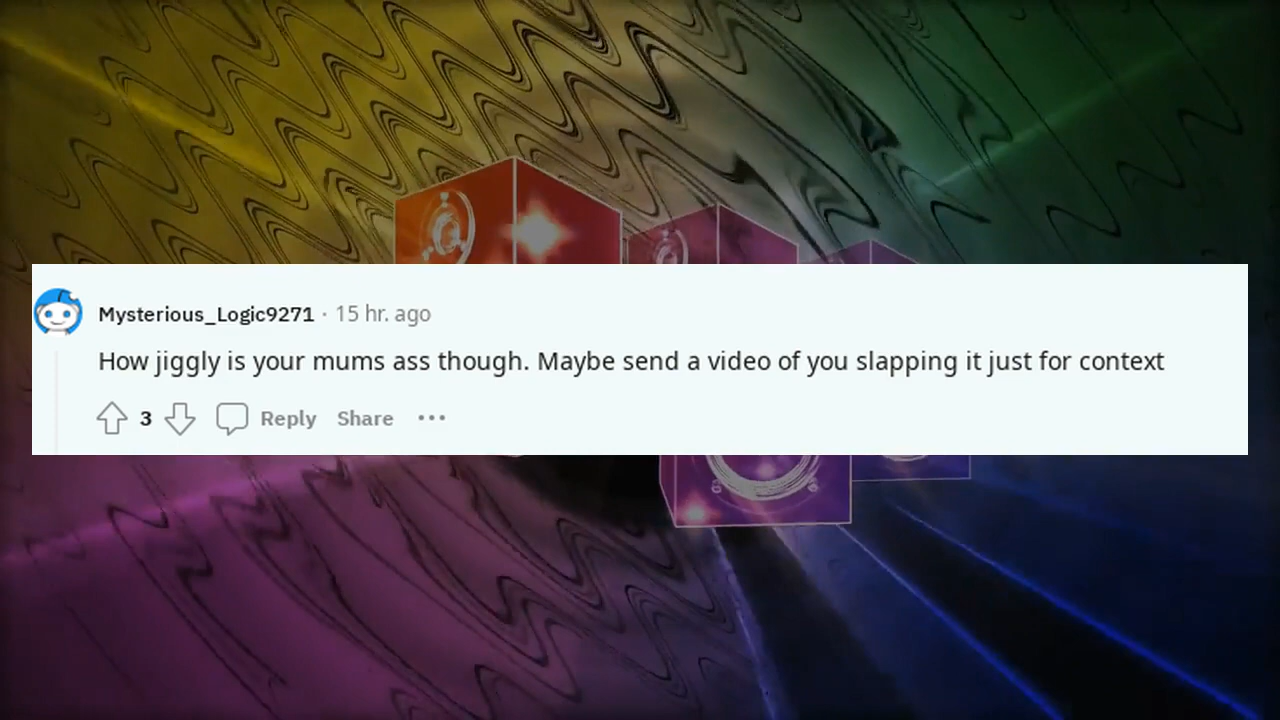 Mysterious_Logic9271 · 15 hr. ago
How jiggly is your mums ass though. Maybe send a video of you slapping it just for context
3 Reply Share ···